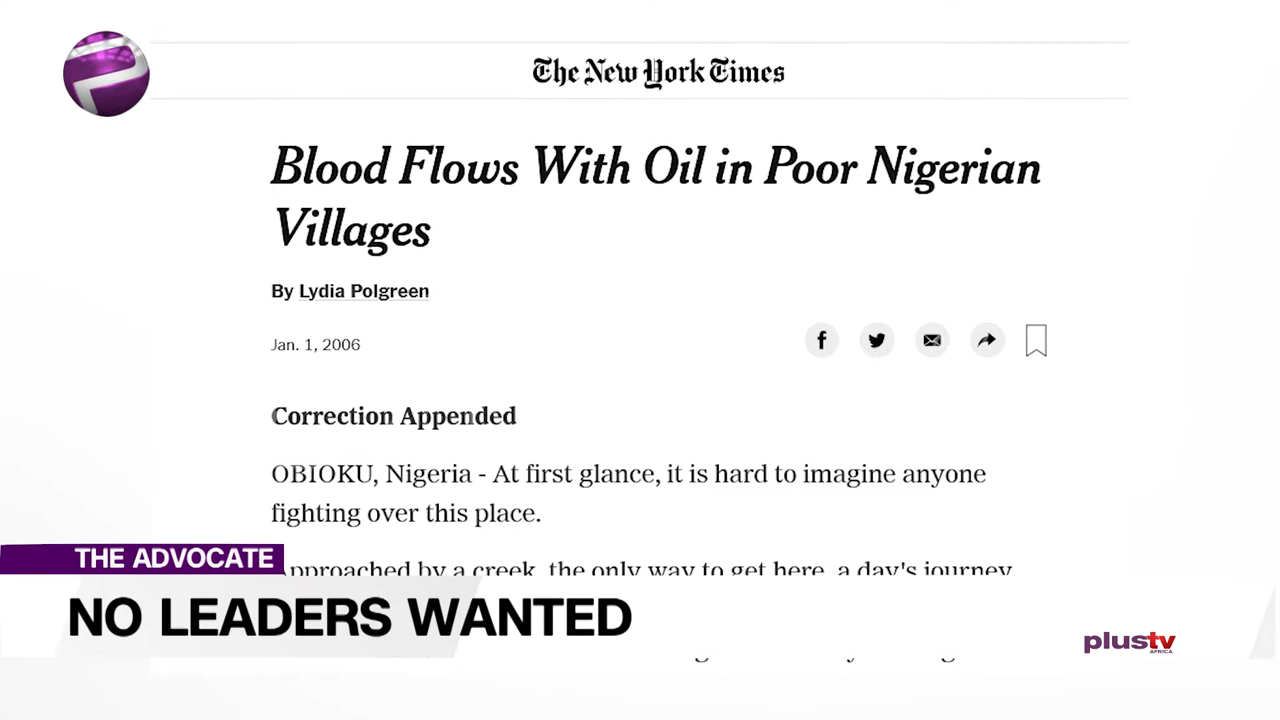 The New York Times
Blood Flows With Oil in Poor Nigerian
Villages
By Lydia Polgreen
Jan. 1, 2006
Correction Appended
OBIOKU, Nigeria - At first glance, it is hard to imagine anyone
fighting over this place.
Approached by a creek, the only way to get here, a day's journey
THE ADVOCATE
NO LEADERS WANTED
plustv
AFRICA